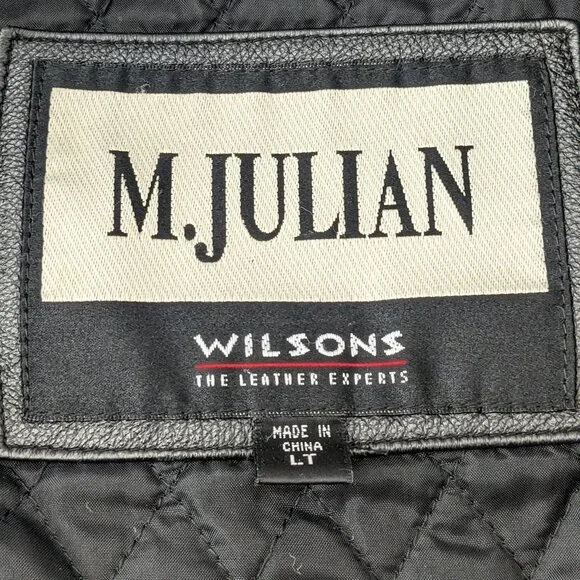 M.JULIAN
WILSONS
THE LEATHER EXPERTS
MADE IN
CHINA
LT